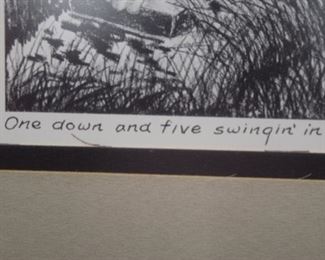 One down and five swingin' in